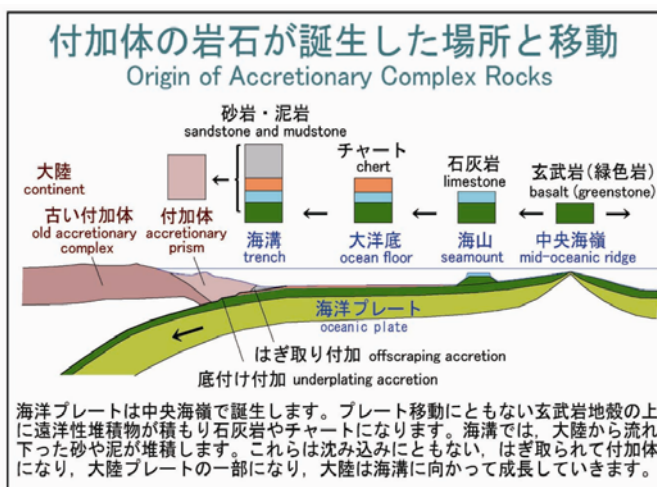 付加体の岩石が誕生した場所と移動
Origin of Accretionary Complex Rocks
砂岩・泥岩
sandstone and mudstone
チャート
chert
石灰岩
limestone
玄武岩(緑色岩)
basalt (greenstone)
大陸
continent
古い付加体
old accretionary
complex
付加体
accretionary
prism
海溝
trench
大洋底
ocean floor
海山
seamount
中央海嶺
mid-oceanic ridge
海洋プレート
oceanic plate
はぎ取り付加 offscraping accretion
底付け付加 underplating accretion
海洋プレートは中央海嶺で誕生します。プレート移動にともない玄武岩地殻の上
に遠洋性堆積物が積もり石灰岩やチャートになります。海溝では,大陸から流れ
下った砂や泥が堆積します。これらは沈み込みにともない,はぎ取られて付加体
になり,大陸プレートの一部になり,大陸は海溝に向かって成長していきます。